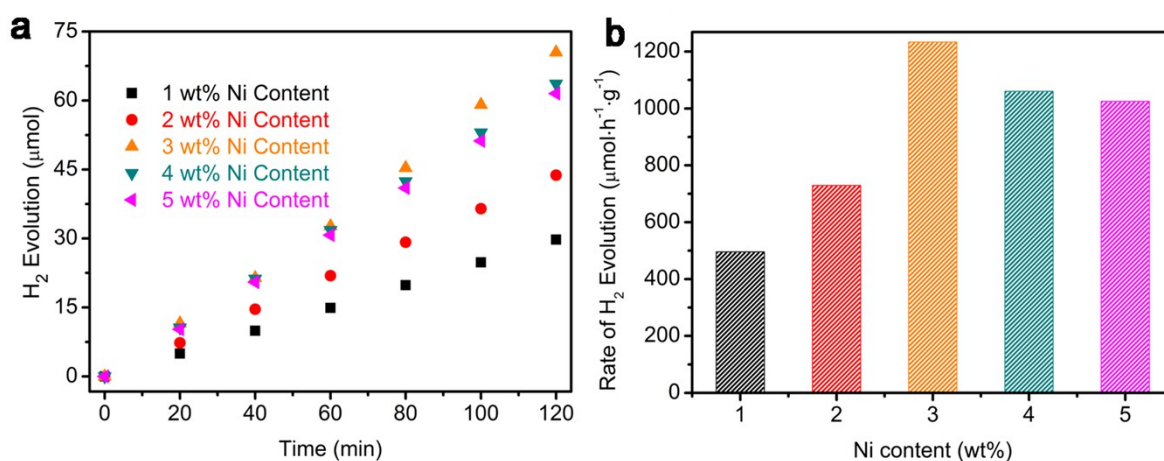 a
75
60
45
30
15
0
H2 Evolution (μmol)
1 wt% Ni Content
2 wt% Ni Content
3 wt% Ni Content
4 wt% Ni Content
5 wt% Ni Content
0 20 40 60 80 100 120
Time (min)
b
1200
1000
800
600
400
200
0
Rate of H2 Evolution (μmol·h-1·g-1)
1 2 3 4 5
Ni content (wt%)